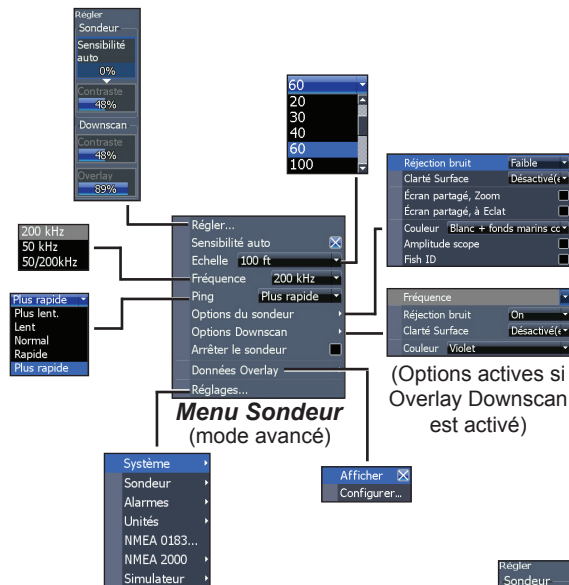 Régler
Sondeur
Sensibilité
auto
0%
Contraste
48%
Downscan
Contraste
48%
Overlay
89%
60
20
30
40
60
100
Réjection bruit Faible
Clarté Surface Désactivé(e
Écran partagé, Zoom
Écran partagé, à Eclat
Couleur Blanc + fonds marins cc
Amplitude scope
Fish ID
200 kHz
50 kHz
50/200kHz
Plus rapide
Plus lent.
Lent
Normal
Rapide
Plus rapide
Régler...
Sensibilité auto
Echelle 100 ft
Fréquence 200 kHz
Ping Plus rapide
Options du sondeur
Options Downscan
Arrêter le sondeur
Données Overlay
Réglages...
Fréquence
Réjection bruit On
Clarté Surface Désactivé(e
Couleur Violet
(Options actives si
Overlay Downscan
est activé)
Menu Sondeur
(mode avancé)
Système
Sondeur
Alarmes
Unités
NMEA 0183...
NMEA 2000
Simulateur
Afficher
Configurer...
Régler
Sondeur